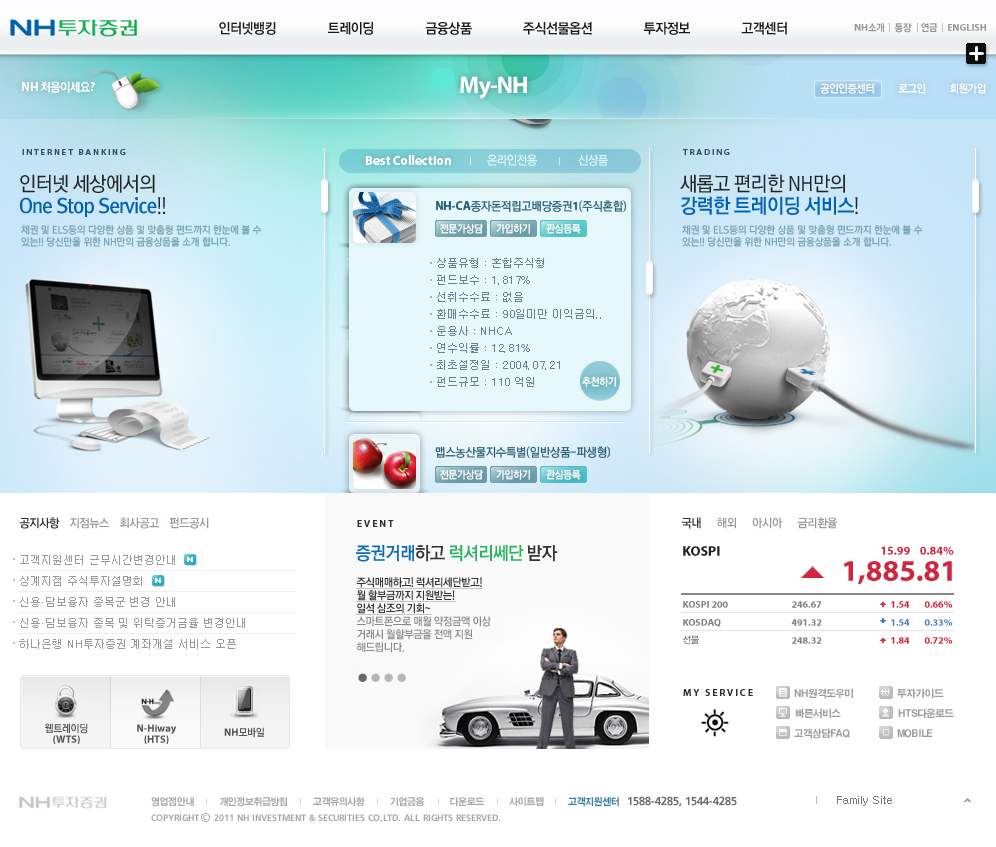 NH투자증권
인터넷뱅킹 트레이딩 금융상품 주식선물옵션 투자정보 고객센터
NH소개 통장 연금 ENGLISH
NH 처음이세요?
My-NH
공인인증센터 로그인 회원가입
INTERNET BANKING
인터넷 세상에서의
One Stop Service!!
채권 및 ELS등의 다양한 상품 및 맞춤형 펀드까지 한눈에 볼 수
있는!! 당신만을 위한 NH만의 금융상품을 소개 합니다.
Best Collection 온라인전용 신상품
NH-CA종자돈적립고배당증권1(주식혼합)
전문가상담 가입하기 관심등록
· 상품유형 : 혼합주식형
· 펀드보수 : 1.817%
· 선취수수료 : 없음
· 환매수수료 : 90일미만 이익금의..
· 운용사 : NHCA
· 연수익률 : 12.81%
· 최초설정일 : 2004.07.21
· 펀드규모 : 110 억원
추천하기
맵스농산물지수특별(일반상품-파생형)
전문가상담 가입하기 관심등록
TRADING
새롭고 편리한 NH만의
강력한 트레이딩 서비스!
채권 및 ELS등의 다양한 상품 및 맞춤형 펀드까지 한눈에 볼 수
있는!! 당신만을 위한 NH만의 금융상품을 소개 합니다.
공지사항 지점뉴스 회사공고 펀드공시
· 고객지원센터 근무시간변경안내 N
· 상계지점 주식투자설명회 N
· 신용·담보융자 종목군 변경 안내
· 신용·담보융자 종목 및 위탁증거금율 변경안내
· 하나은행 NH투자증권 계좌개설 서비스 오픈
웹트레이딩
(WTS)
NH
N-Hiway
(HTS)
NH모바일
EVENT
증권거래하고 럭셔리쎄단 받자
주식매매하고! 럭셔리세단받고!
월 할부금까지 지원받는!
일석 삼조의 기회~
스마트폰으로 매월 약정금액 이상
거래시 월할부금을 전액 지원
해드립니다.
국내 해외 아시아 금리환율
KOSPI 15.99 0.84%
1,885.81
KOSPI 200 246.67 1.54 0.66%
KOSDAQ 491.32 1.54 0.33%
선물 248.32 1.84 0.72%
MY SERVICE
NH원격도우미 투자가이드
빠른서비스 HTS다운로드
고객상담FAQ MOBILE
NH투자증권
영업점안내 개인정보취급방침 고객유의사항 기업금융 다운로드 사이트맵 고객지원센터 1588-4285, 1544-4285
COPYRIGHT© 2011 NH INVESTMENT & SECURITIES CO,LTD. ALL RIGHTS RESERVED.
Family Site